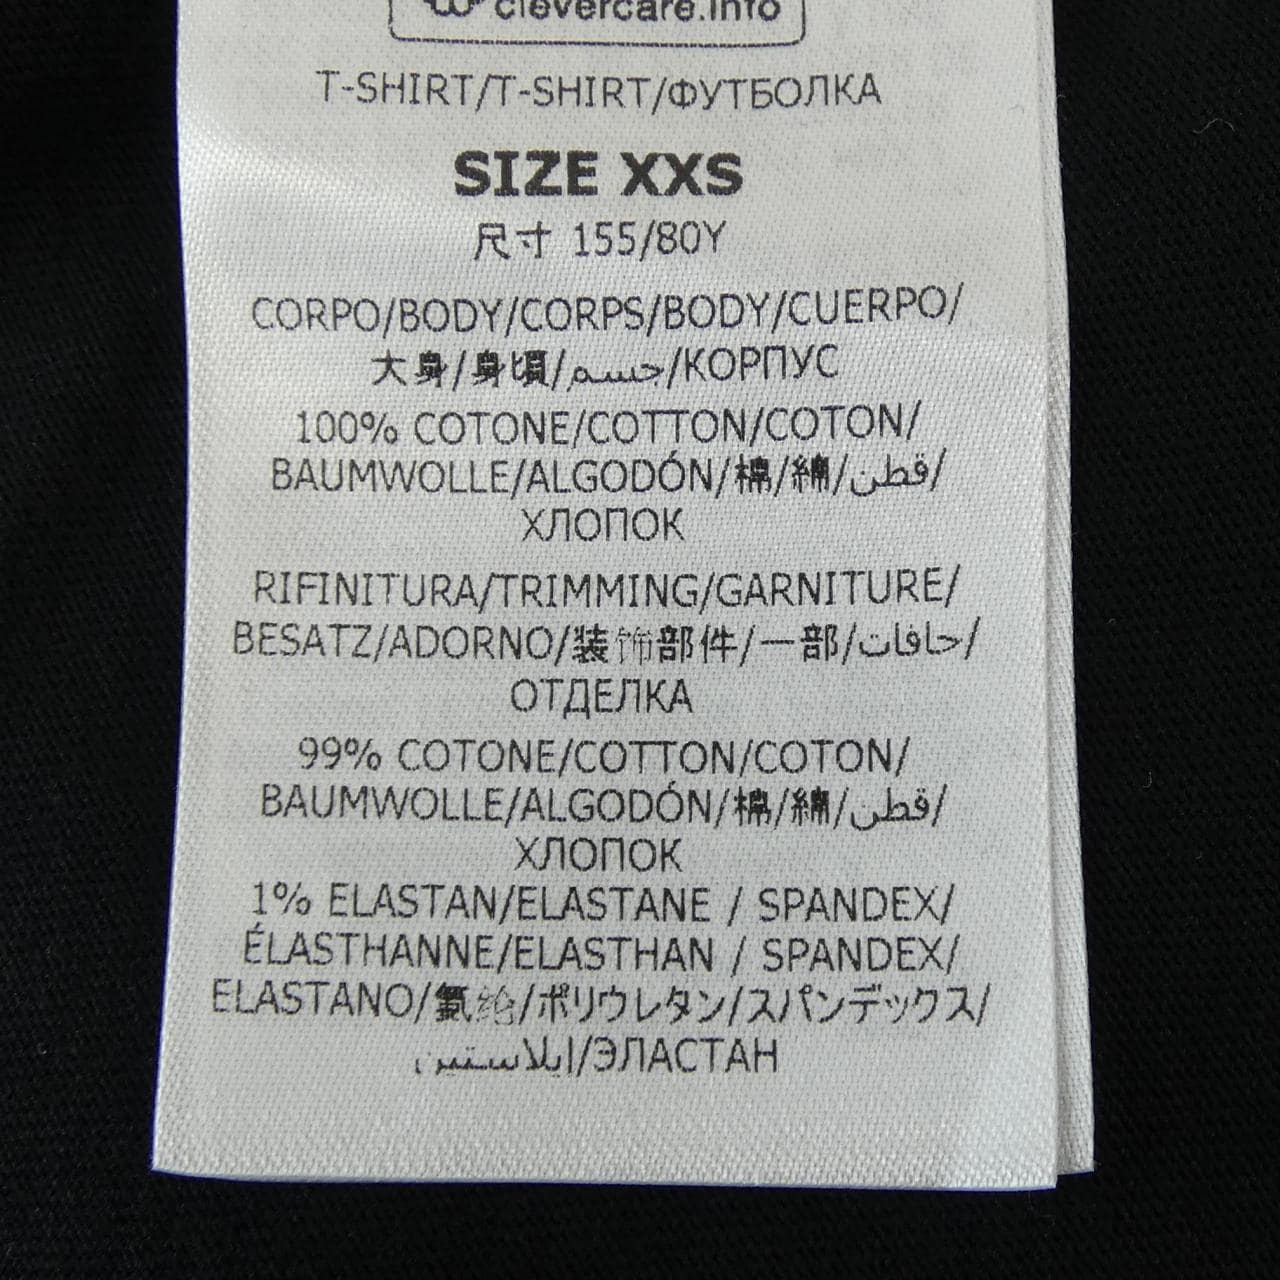 clevercare.info
T-SHIRT/T-SHIRT/ФУТБОЛКА
SIZE XXS
尺寸 155/80Y
CORPO/BODY/CORPS/BODY/CUERPO/
大身/身頃/جسم/КОРПУС
100% COTONE/COTTON/COTON/
BAUMWOLLE/ALGODÓN/棉/綿/قطن/
ХЛОПОК
RIFINITURA/TRIMMING/GARNITURE/
BESATZ/ADORNO/装饰部件/一部/حافات/
ОТДЕЛКА
99% COTONE/COTTON/COTON/
BAUMWOLLE/ALGODÓN/棉/綿/قطن/
ХЛОПОК
1% ELASTAN/ELASTANE / SPANDEX/
ÉLASTHANNE/ELASTHAN / SPANDEX/
ELASTANO/氨纶/ポリウレタン/スパンデックス/
ايلاستين/ЭЛАСТАН